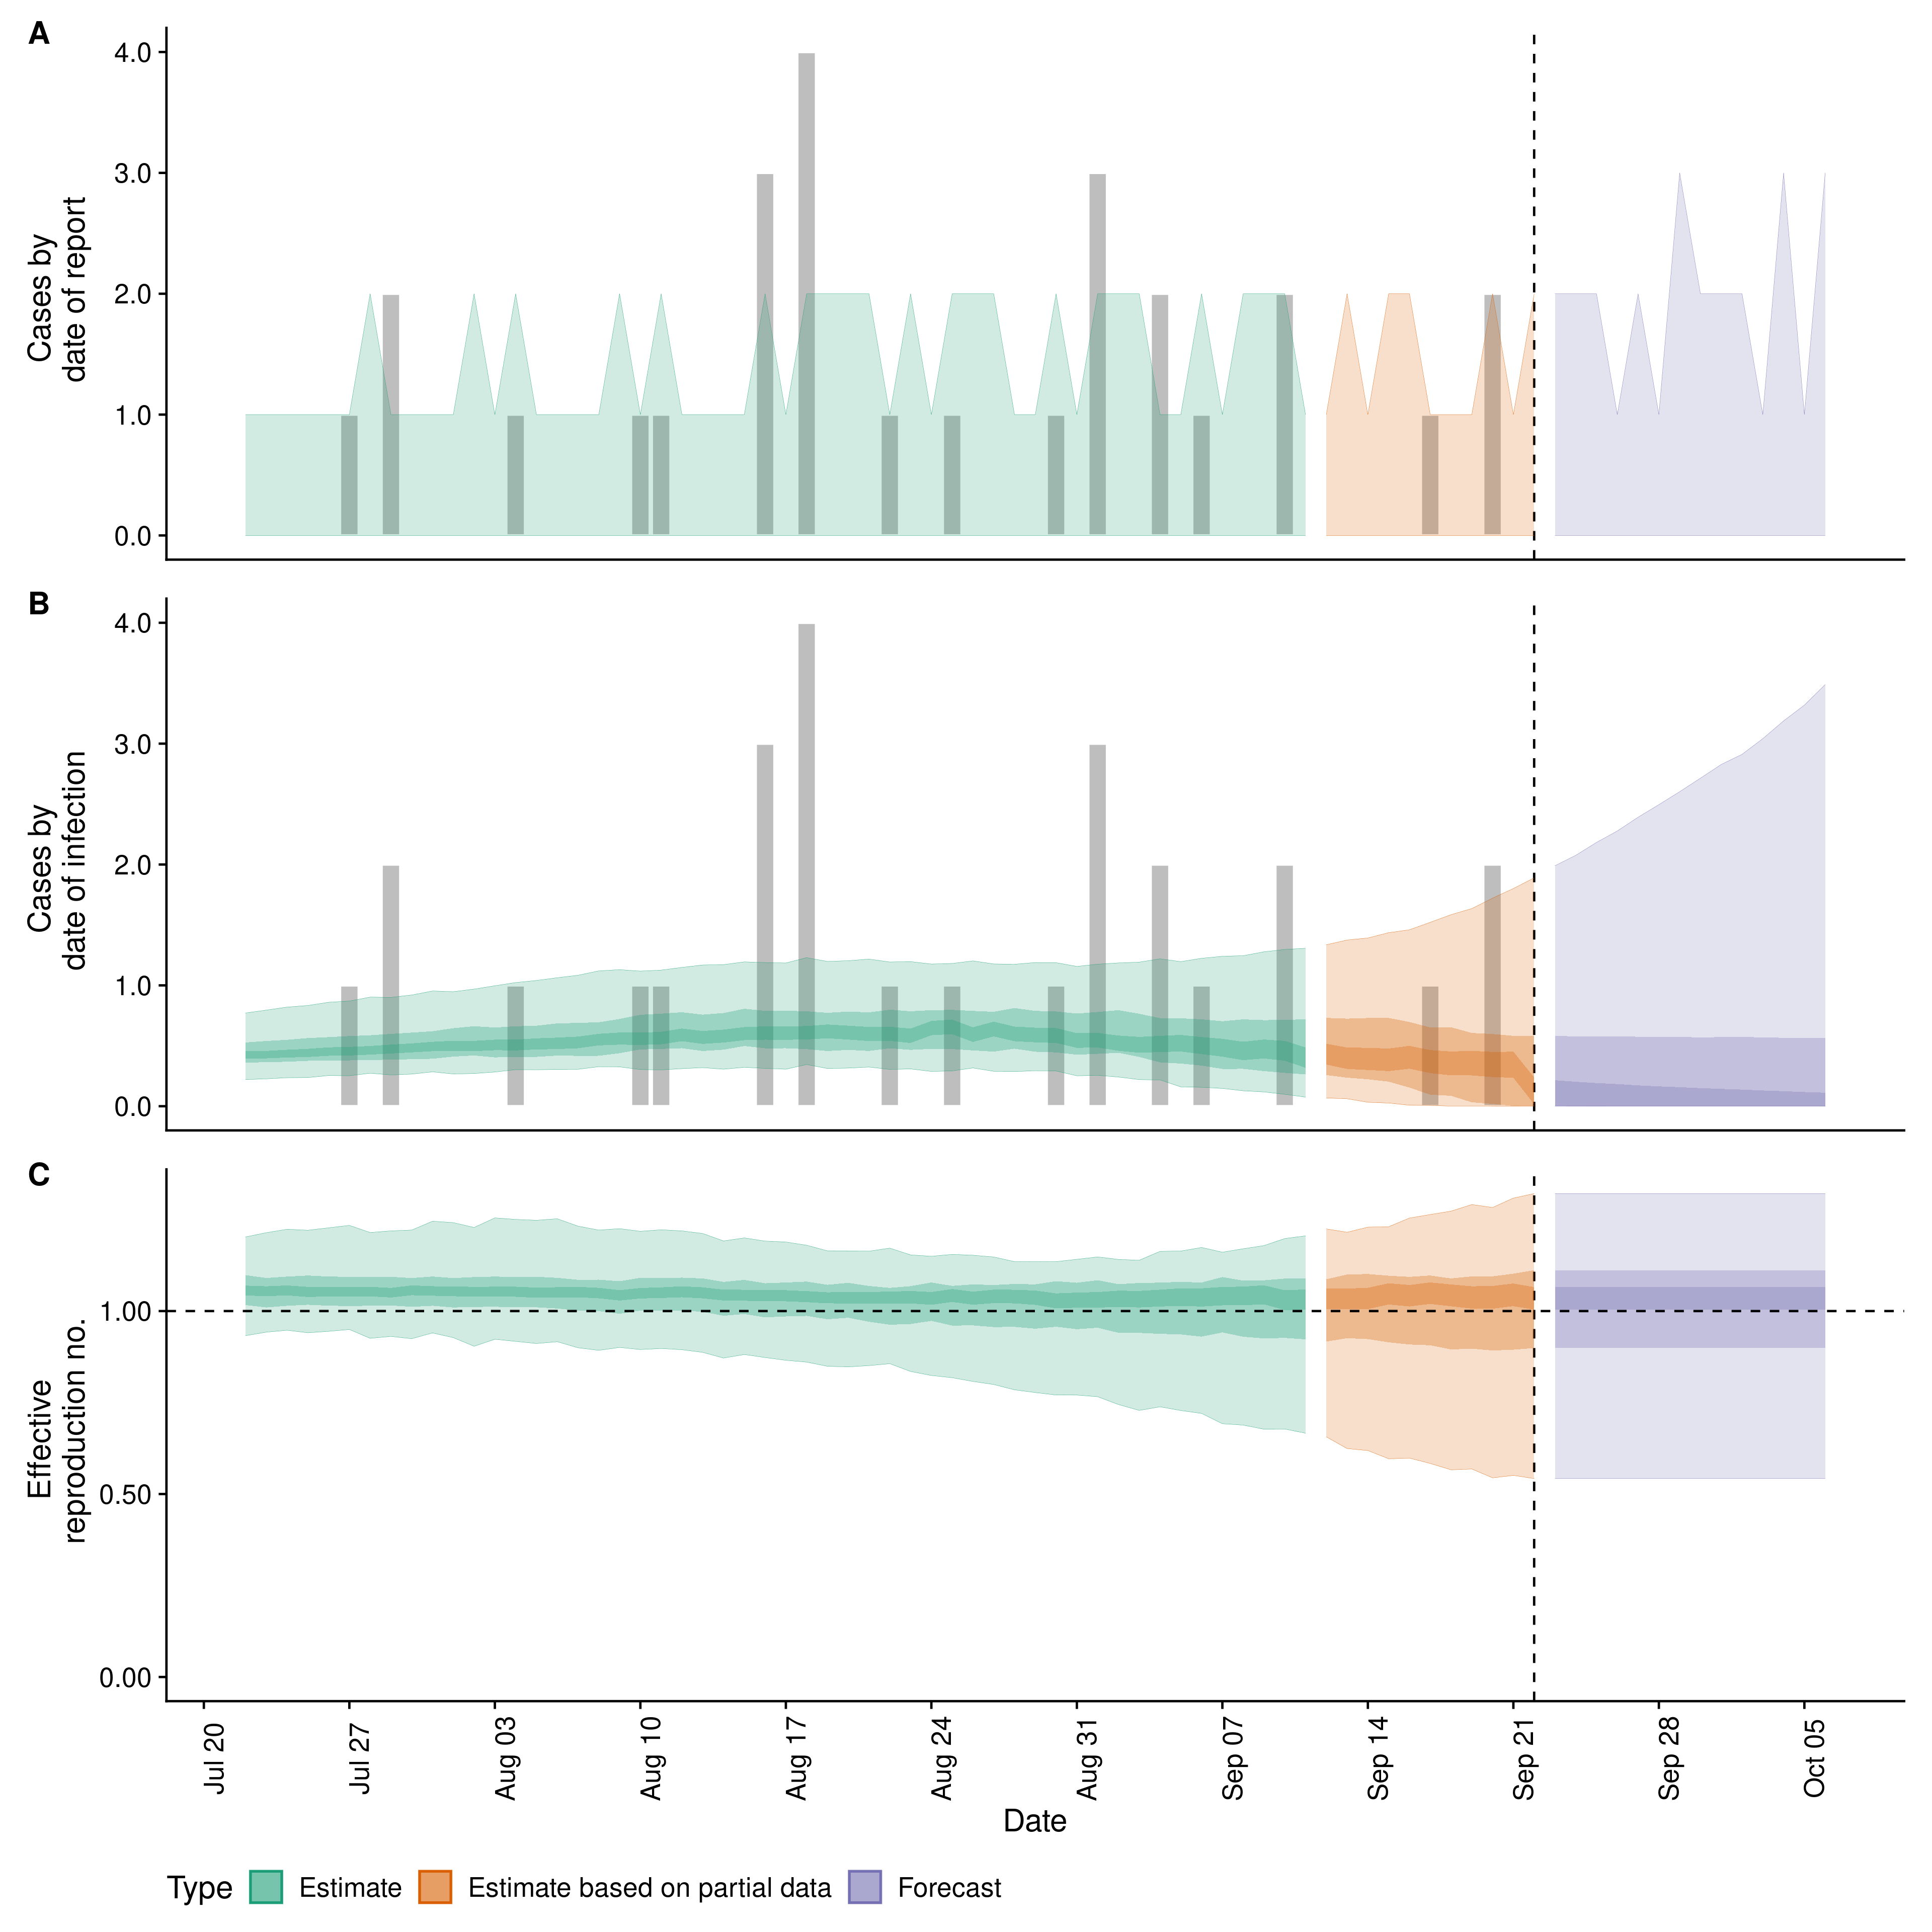 A
4.0
3.0
2.0
1.0
0.0
Cases by
date of report
B
4.0
3.0
2.0
1.0
0.0
Cases by
date of infection
C
1.00
0.50
0.00
Effective
reproduction no.
Jul 20
Jul 27
Aug 03
Aug 10
Aug 17
Aug 24
Aug 31
Sep 07
Sep 14
Sep 21
Sep 28
Oct 05
Date
Type Estimate Estimate based on partial data Forecast